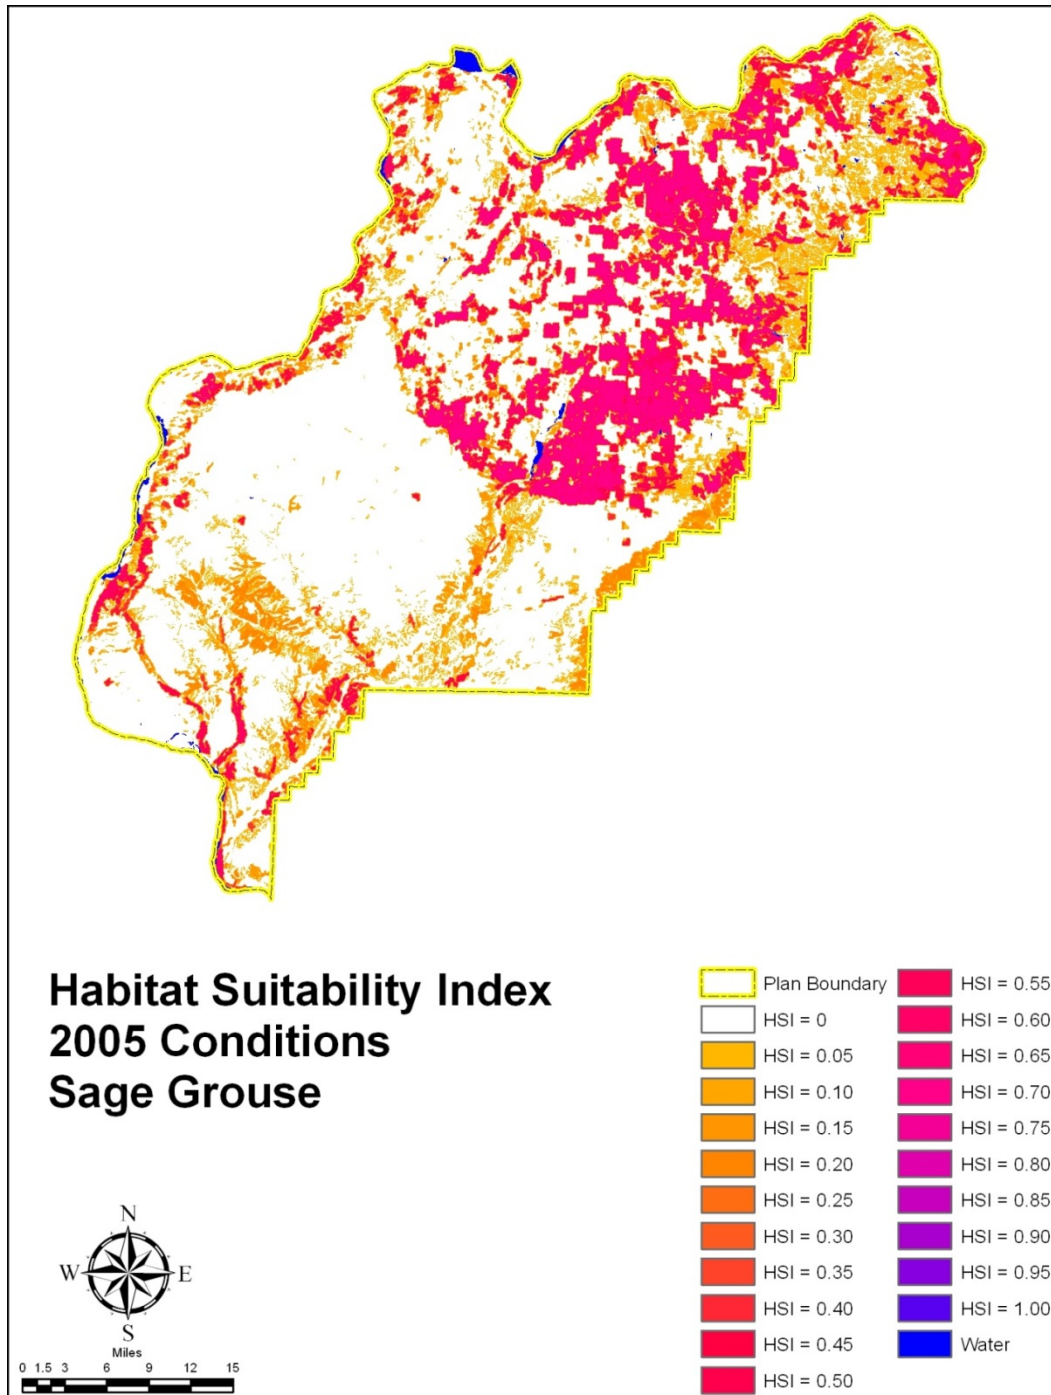 Habitat Suitability Index
2005 Conditions
Sage Grouse
Plan Boundary
HSI = 0
HSI = 0.05
HSI = 0.10
HSI = 0.15
HSI = 0.20
HSI = 0.25
HSI = 0.30
HSI = 0.35
HSI = 0.40
HSI = 0.45
HSI = 0.50
HSI = 0.55
HSI = 0.60
HSI = 0.65
HSI = 0.70
HSI = 0.75
HSI = 0.80
HSI = 0.85
HSI = 0.90
HSI = 0.95
HSI = 1.00
Water
N
W E
S
Miles
0 1.5 3 6 9 12 15